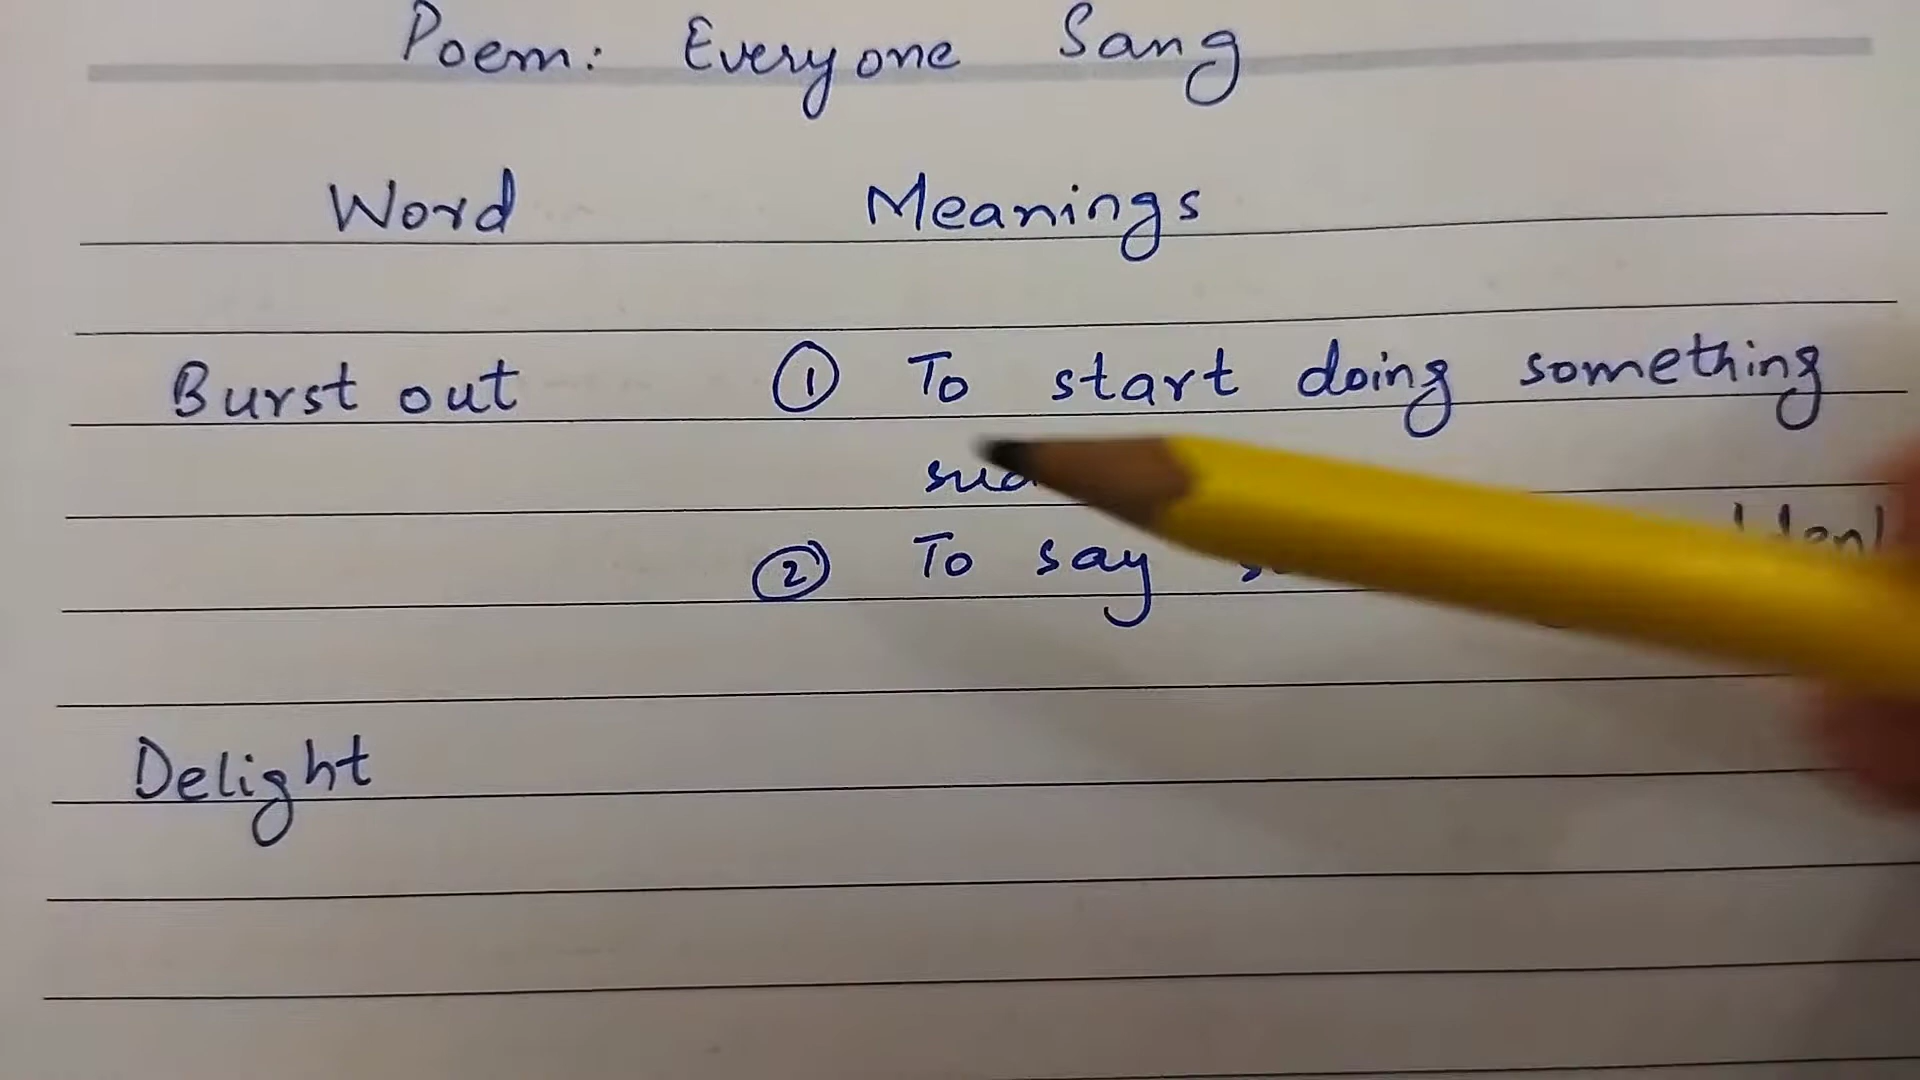 Poem: Everyone Sang
Word Meanings
Burst out ① To start doing something
② To say
Delight